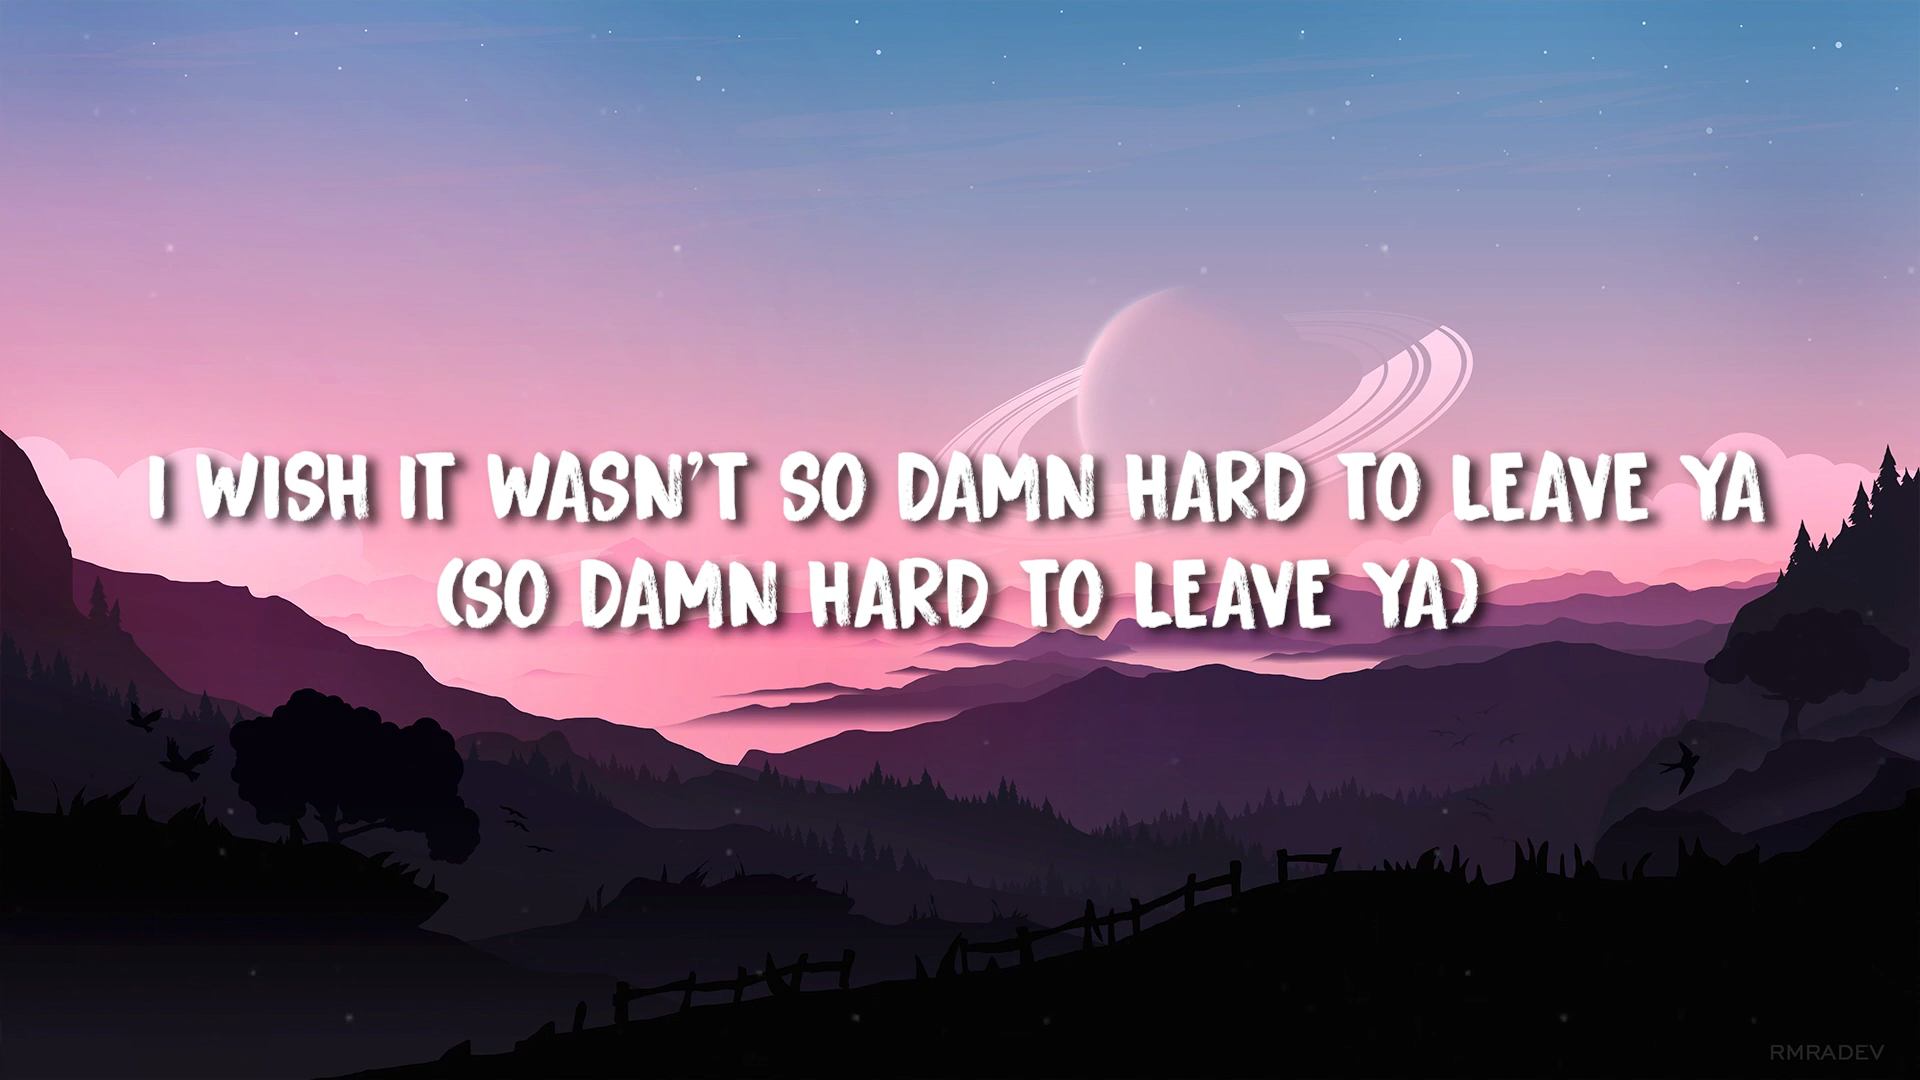 I WISH IT WASN'T SO DAMN HARD TO LEAVE YA
(SO DAMN HARD TO LEAVE YA)
RMRADEV